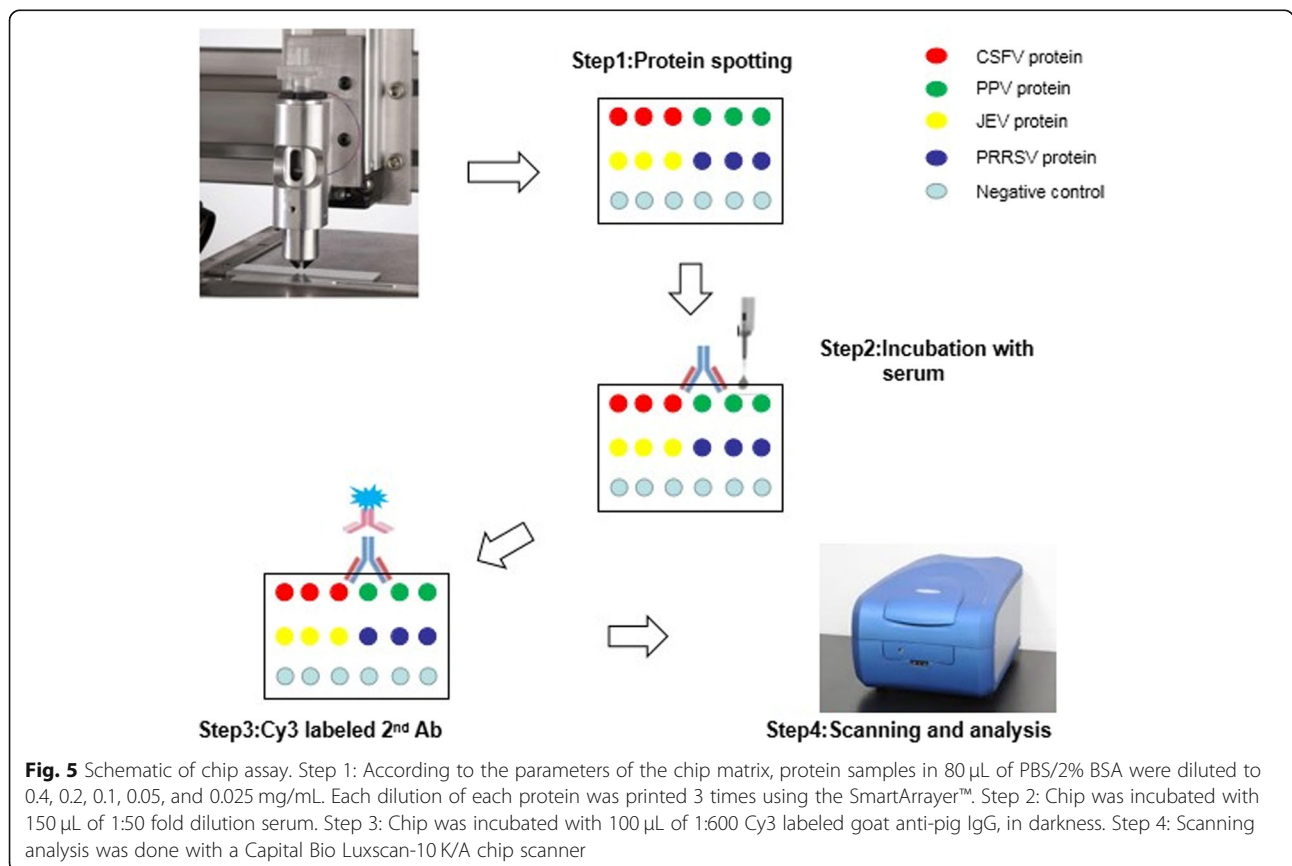 Step1:Protein spotting
CSFV protein
PPV protein
JEV protein
PRRSV protein
Negative control
Step2:Incubation with
serum
Step3:Cy3 labeled 2nd Ab
Step4:Scanning and analysis
Fig. 5 Schematic of chip assay. Step 1: According to the parameters of the chip matrix, protein samples in 80 μL of PBS/2% BSA were diluted to
0.4, 0.2, 0.1, 0.05, and 0.025 mg/mL. Each dilution of each protein was printed 3 times using the SmartArrayer™. Step 2: Chip was incubated with
150 μL of 1:50 fold dilution serum. Step 3: Chip was incubated with 100 μL of 1:600 Cy3 labeled goat anti-pig IgG, in darkness. Step 4: Scanning
analysis was done with a Capital Bio Luxscan-10 K/A chip scanner